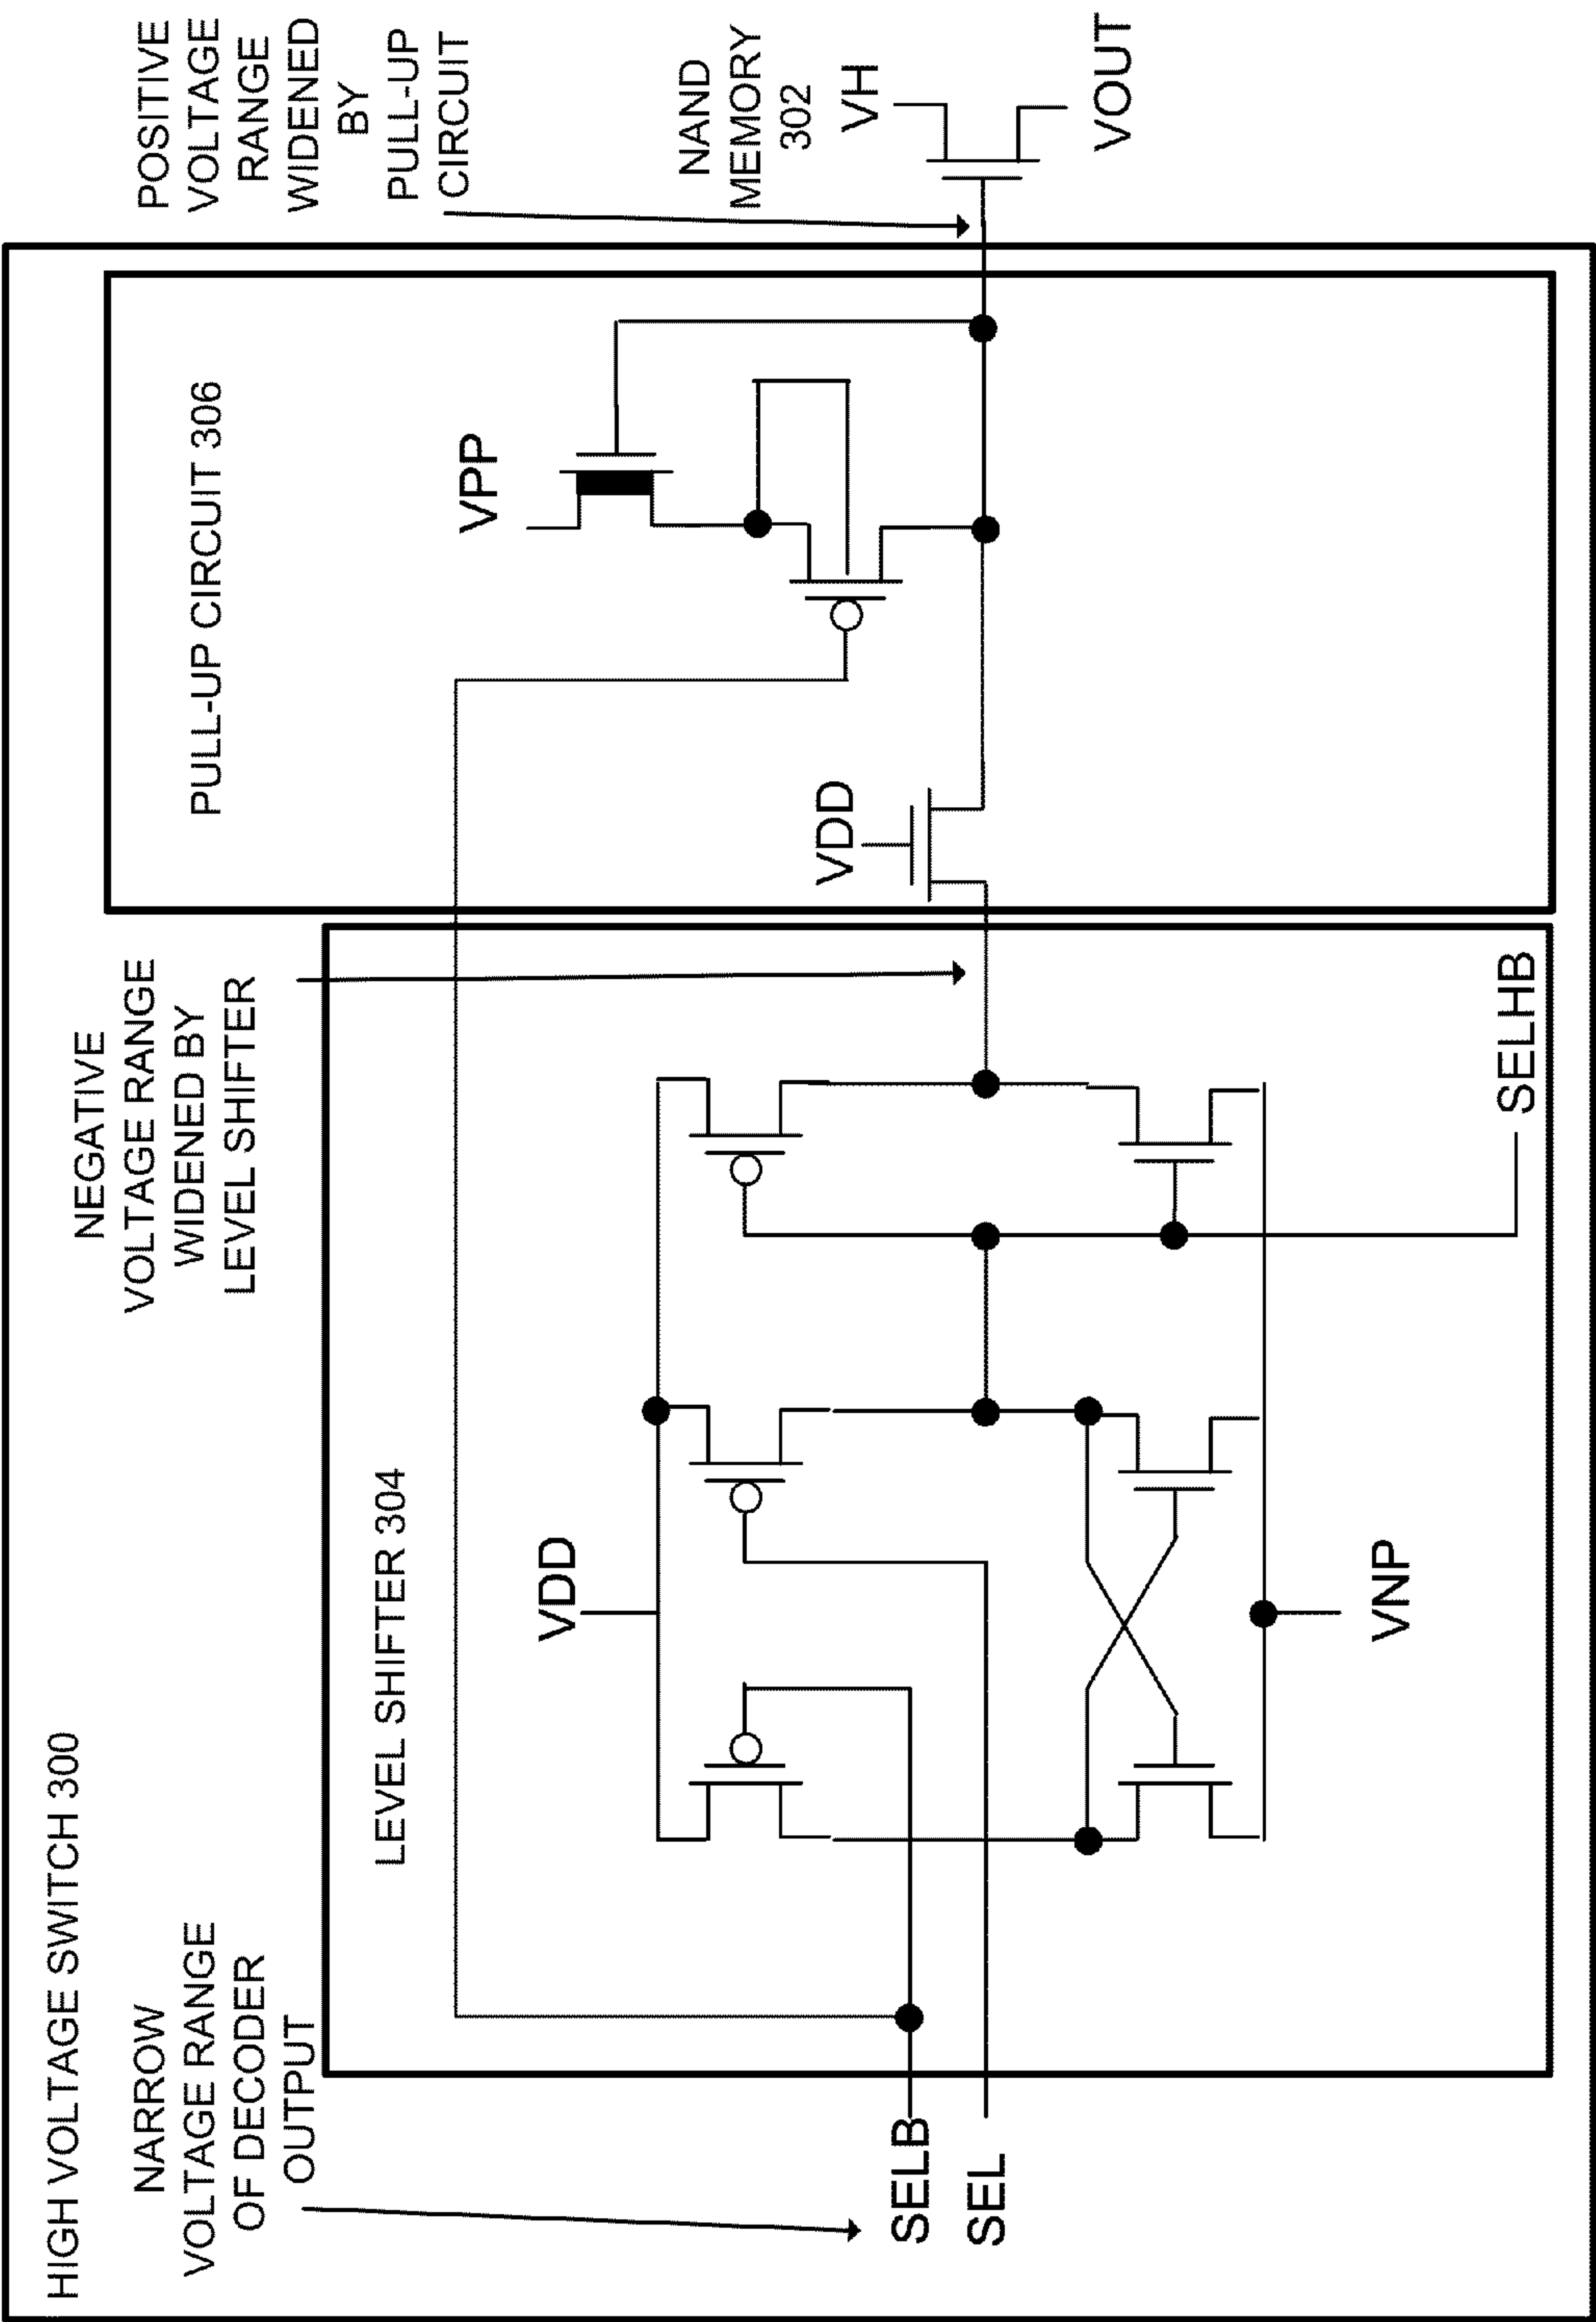 HIGH VOLTAGE SWITCH 300
NARROW
VOLTAGE RANGE
OF DECODER
OUTPUT
NEGATIVE
VOLTAGE RANGE
WIDENED BY
LEVEL SHIFTER
POSITIVE
VOLTAGE
RANGE
WIDENED
BY
PULL-UP
CIRCUIT
LEVEL SHIFTER 304
PULL-UP CIRCUIT 306
VPP
NAND
MEMORY
302
VH
VDD
VDD
SELB
SEL
VOUT
VNP
SELHB